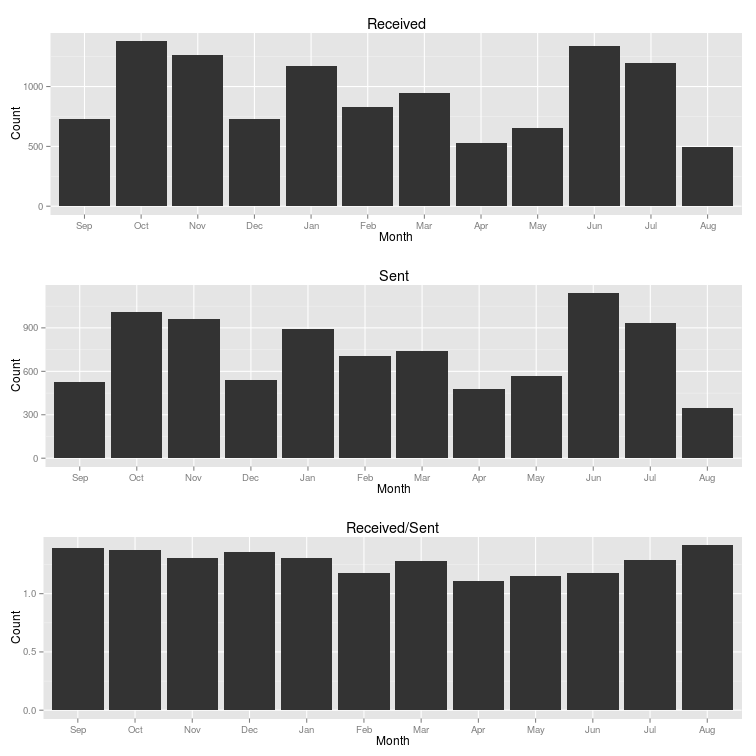 Received
1000
500
0
Count
Sep Oct Nov Dec Jan Feb Mar Apr May Jun Jul Aug
Month
Sent
900
600
300
0
Count
Sep Oct Nov Dec Jan Feb Mar Apr May Jun Jul Aug
Month
Received/Sent
1.0
0.5
0.0
Count
Sep Oct Nov Dec Jan Feb Mar Apr May Jun Jul Aug
Month